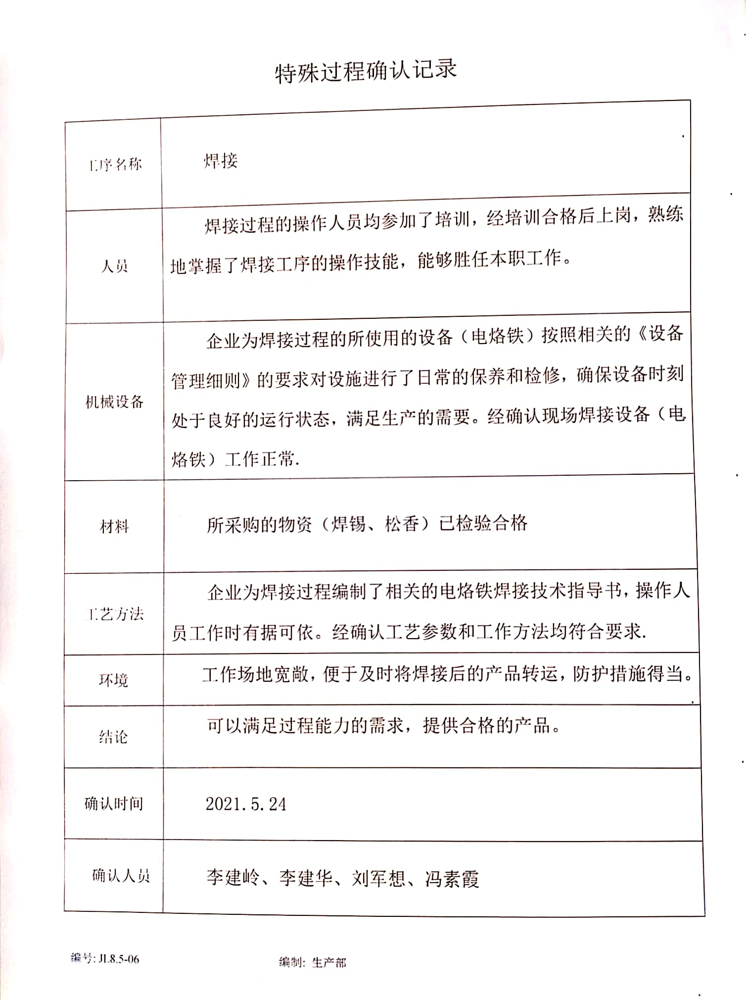 特殊过程确认记录
工序名称
焊接
人员
焊接过程的操作人员均参加了培训，经培训合格后上岗，熟练
地掌握了焊接工序的操作技能，能够胜任本职工作。
机械设备
企业为焊接过程的所使用的设备（电烙铁）按照相关的《设备
管理细则》的要求对设施进行了日常的保养和检修，确保设备时刻
处于良好的运行状态，满足生产的需要。经确认现场焊接设备（电
烙铁）工作正常.
材料
所采购的物资（焊锡、松香）已检验合格
工艺方法
企业为焊接过程编制了相关的电烙铁焊接技术指导书，操作人
员工作时有据可依。经确认工艺参数和工作方法均符合要求.
环境
工作场地宽敞，便于及时将焊接后的产品转运，防护措施得当。
结论
可以满足过程能力的需求，提供合格的产品。
确认时间
2021.5.24
确认人员
李建岭、李建华、刘军想、冯素霞
编号: JL8.5-06
编制: 生产部